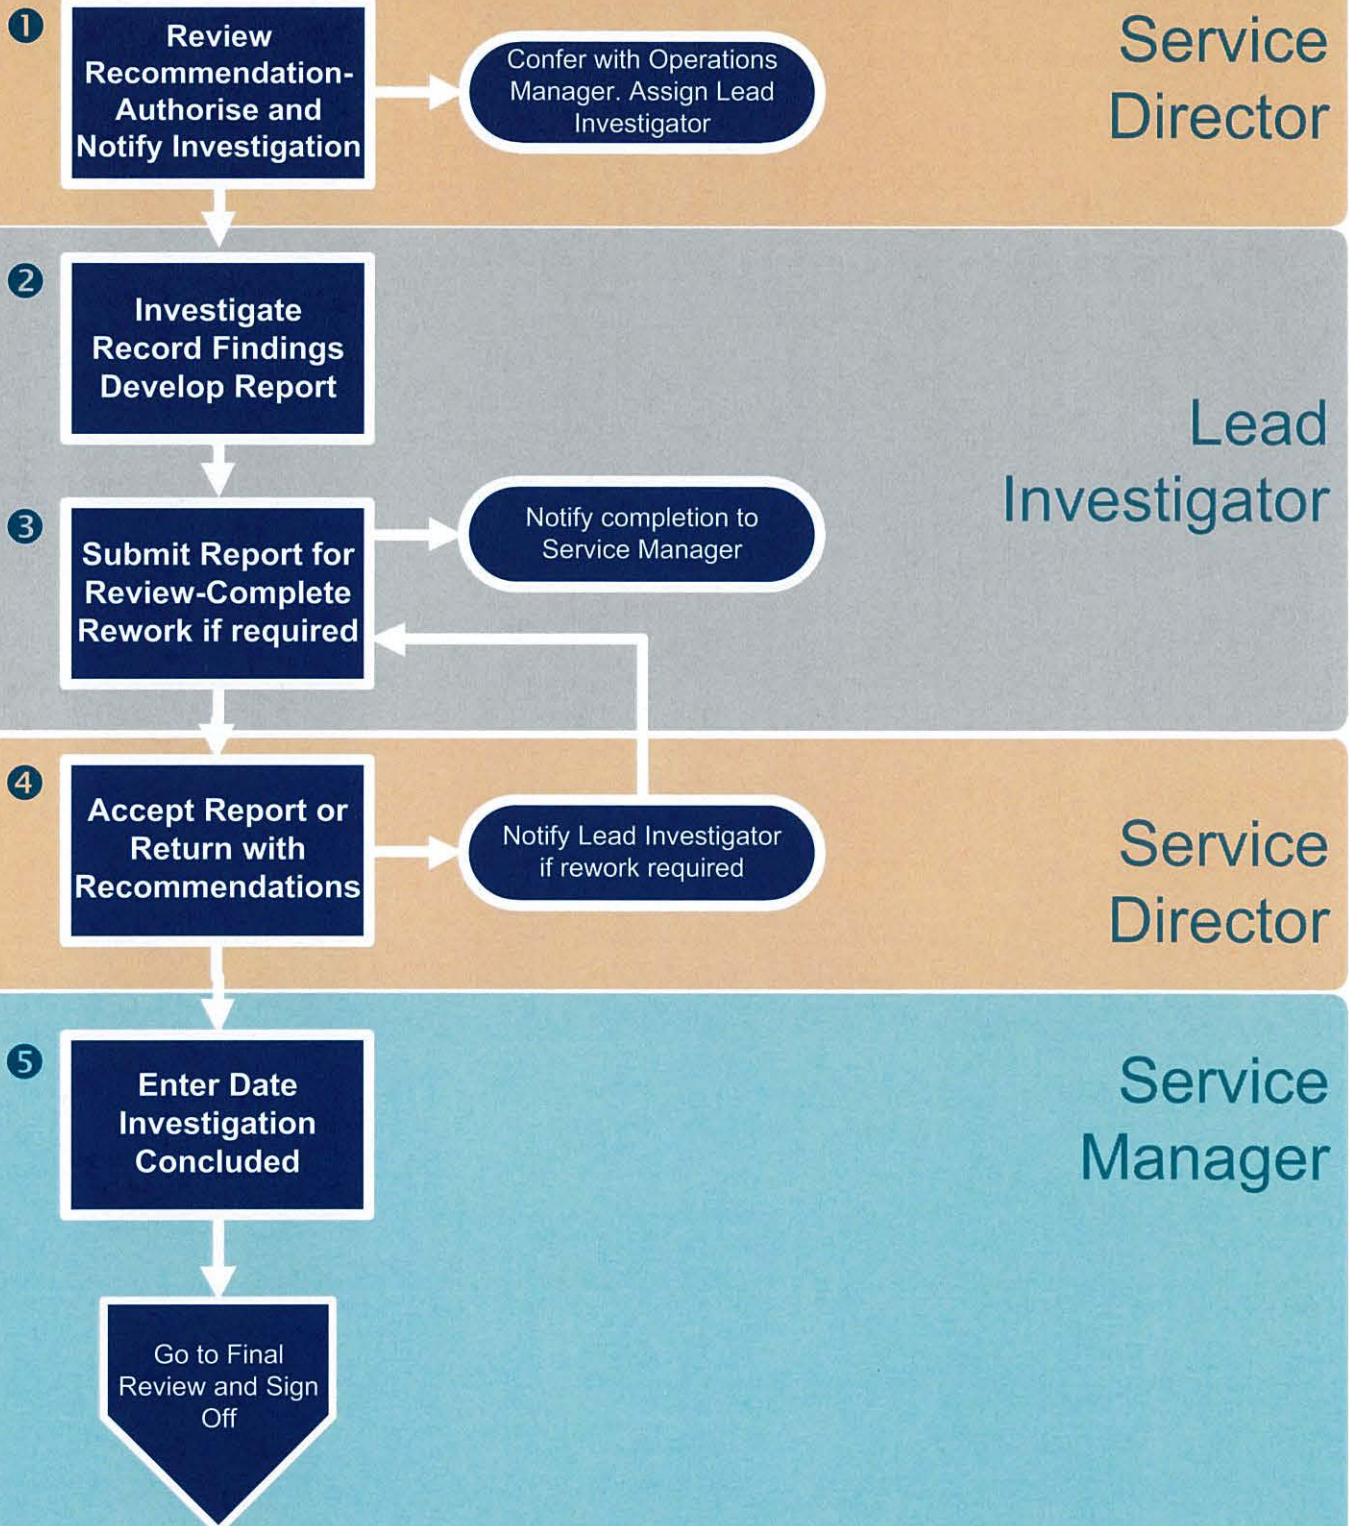 1
Review
Recommendation-
Authorise and
Notify Investigation
Confer with Operations
Manager. Assign Lead
Investigator
Service
Director
2
Investigate
Record Findings
Develop Report
Lead
Investigator
3
Submit Report for
Review-Complete
Rework if required
Notify completion to
Service Manager
4
Accept Report or
Return with
Recommendations
Notify Lead Investigator
if rework required
Service
Director
5
Enter Date
Investigation
Concluded
Service
Manager
Go to Final
Review and Sign
Off